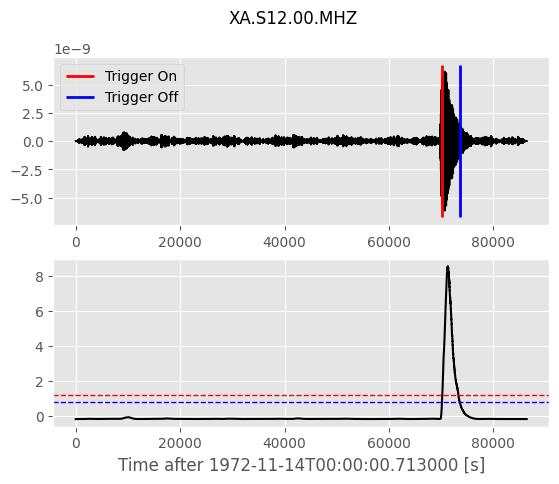 XA.S12.00.MHZ
1e−9
Trigger On
Trigger Off
5.0
2.5
0.0
−2.5
−5.0
0 20000 40000 60000 80000
8
6
4
2
0
0 20000 40000 60000 80000
Time after 1972-11-14T00:00:00.713000 [s]